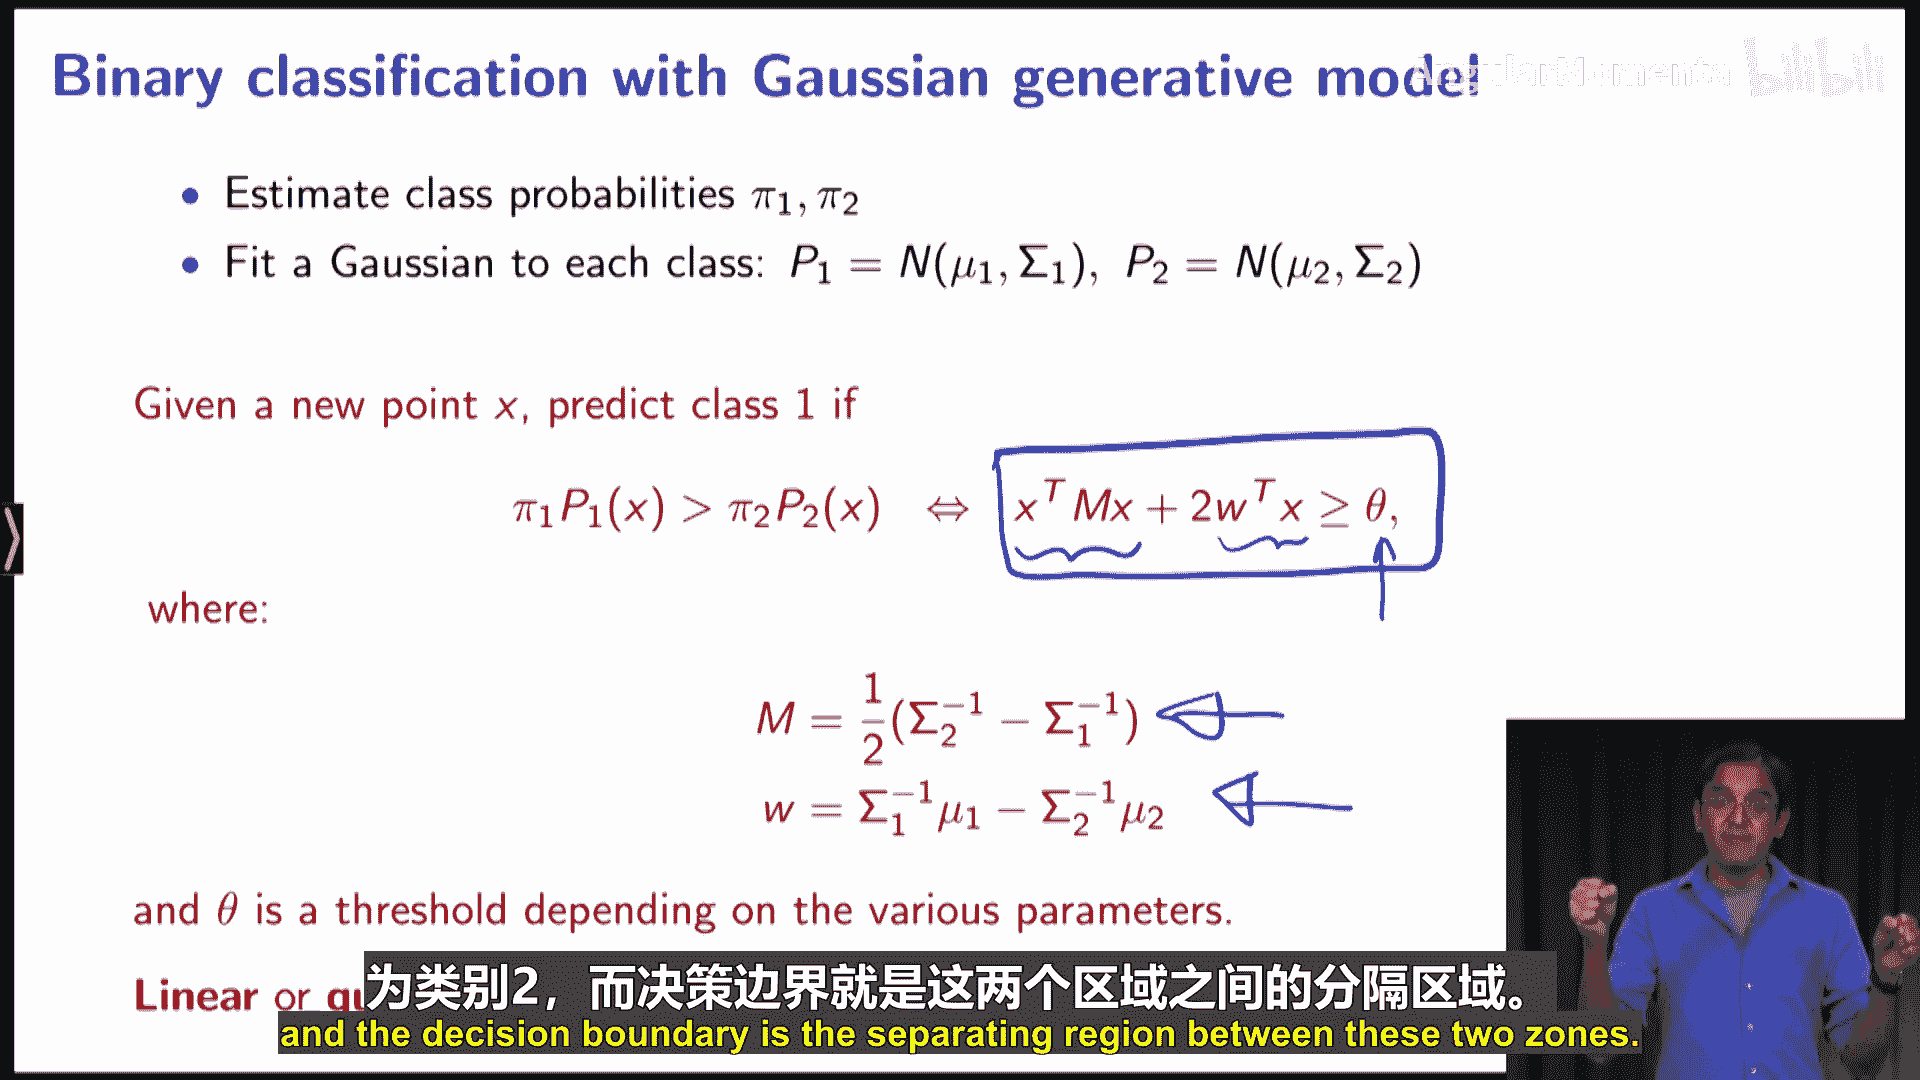 Binary classification with Gaussian generative model
bilibili
• Estimate class probabilities π₁, π₂
• Fit a Gaussian to each class: P₁ = N(μ₁, Σ₁), P₂ = N(μ₂, Σ₂)
Given a new point x, predict class 1 if
π₁P₁(x) > π₂P₂(x) ⇔ xᵀMx + 2wᵀx ≥ θ,
where:
M = 1/2(Σ₂⁻¹ − Σ₁⁻¹)
w = Σ₁⁻¹μ₁ − Σ₂⁻¹μ₂
and θ is a threshold depending on the various parameters.
Linear or
为类别2，而决策边界就是这两个区域之间的分隔区域。
and the decision boundary is the separating region between these two zones.